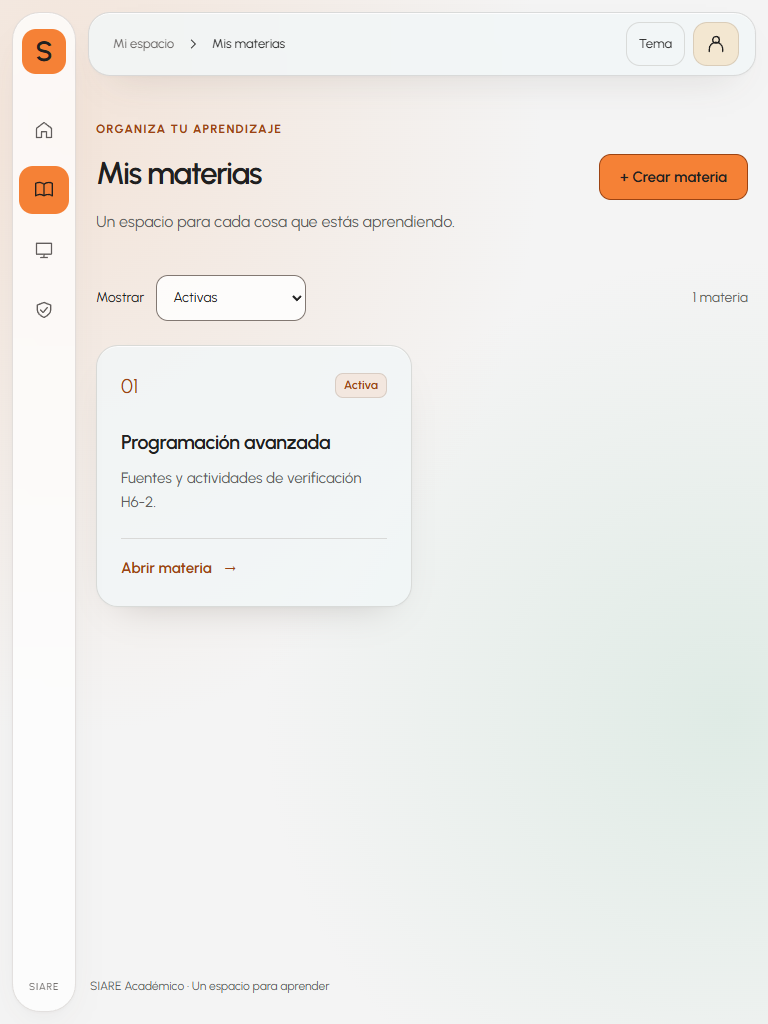 S
Mi espacio > Mis materias
Tema
ORGANIZA TU APRENDIZAJE
Mis materias
+ Crear materia
Un espacio para cada cosa que estás aprendiendo.
Mostrar
Activas
1 materia
01
Activa
Programación avanzada
Fuentes y actividades de verificación
H6-2.
Abrir materia →
SIARE
SIARE Académico · Un espacio para aprender